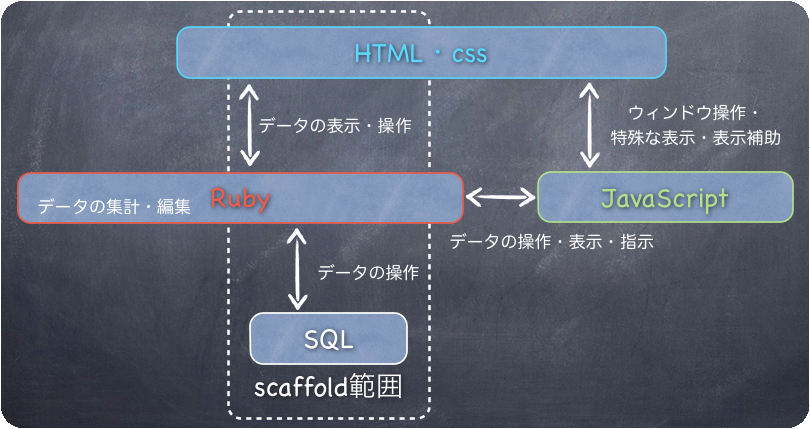 HTML・css
データの表示・操作
ウィンドウ操作・
特殊な表示・表示補助
データの集計・編集
Ruby
JavaScript
データの操作・表示・指示
データの操作
SQL
scaffold範囲